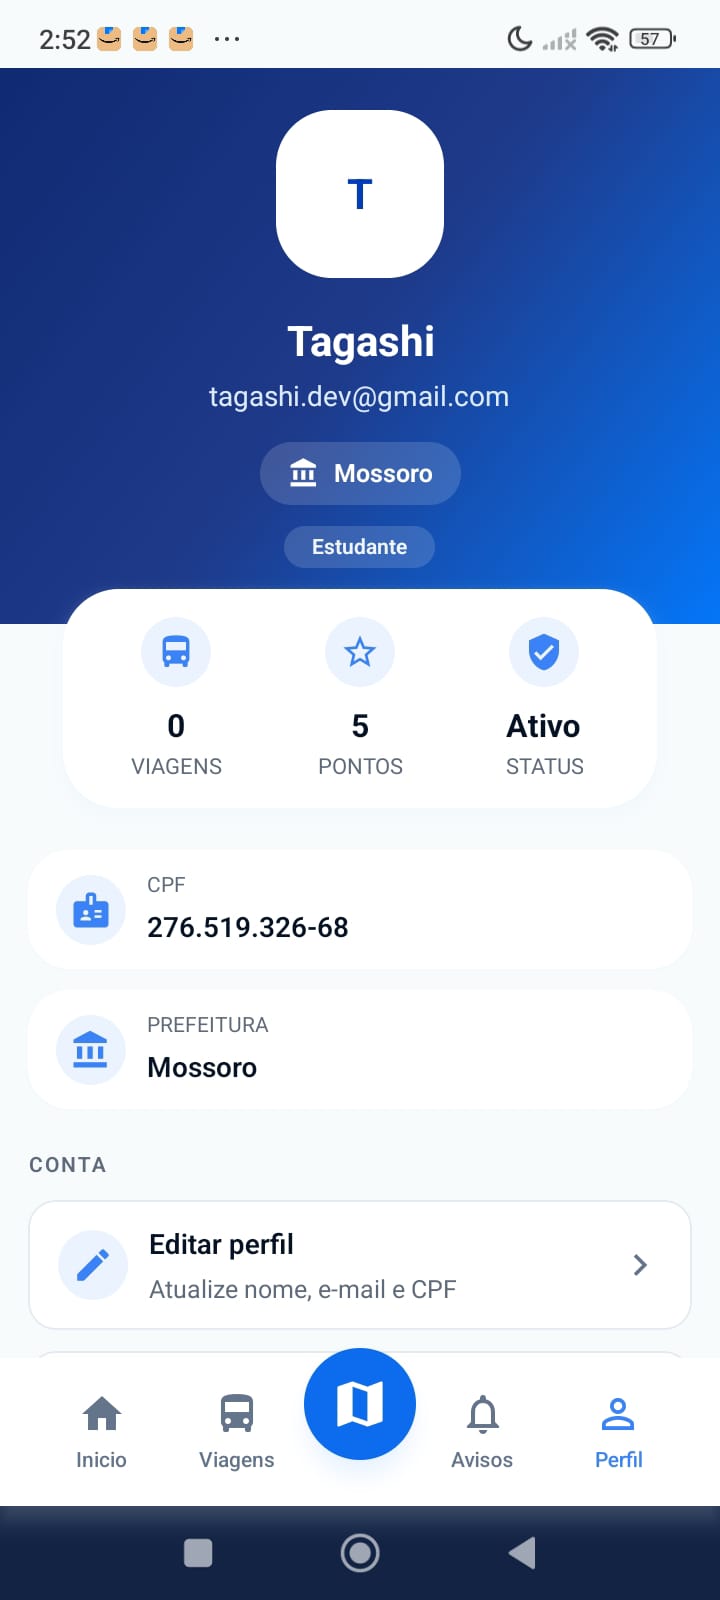 2:52
57
T
Tagashi
tagashi.dev@gmail.com
Mossoro
Estudante
0
VIAGENS
5
PONTOS
Ativo
STATUS
CPF
276.519.326-68
PREFEITURA
Mossoro
CONTA
Editar perfil
Atualize nome, e-mail e CPF
Inicio
Viagens
Avisos
Perfil